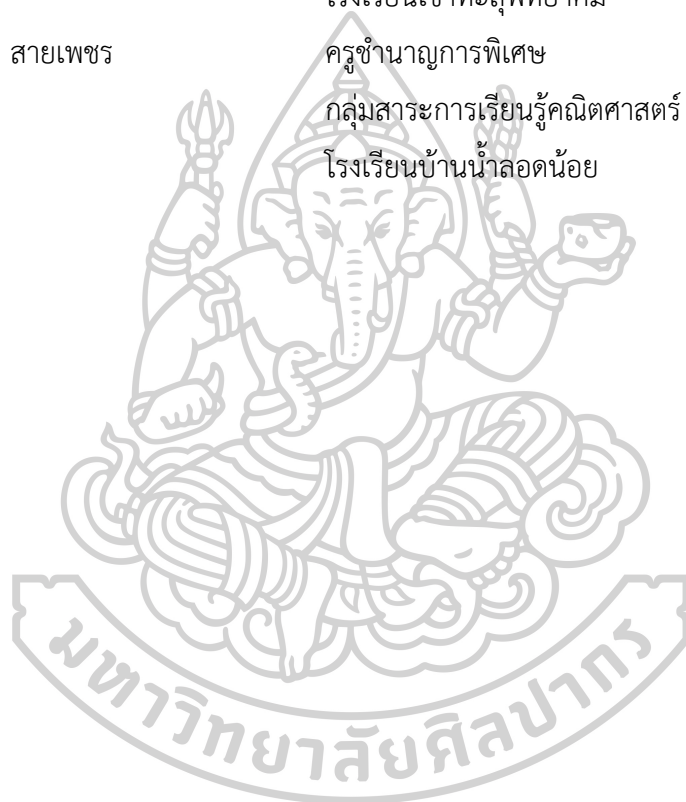 สายเพชร ครูชำนาญการพิเศษ
กลุ่มสาระการเรียนรู้คณิตศาสตร์
โรงเรียนบ้านน้ำลอดน้อย
มหาวิทยาลัยศิลปากร